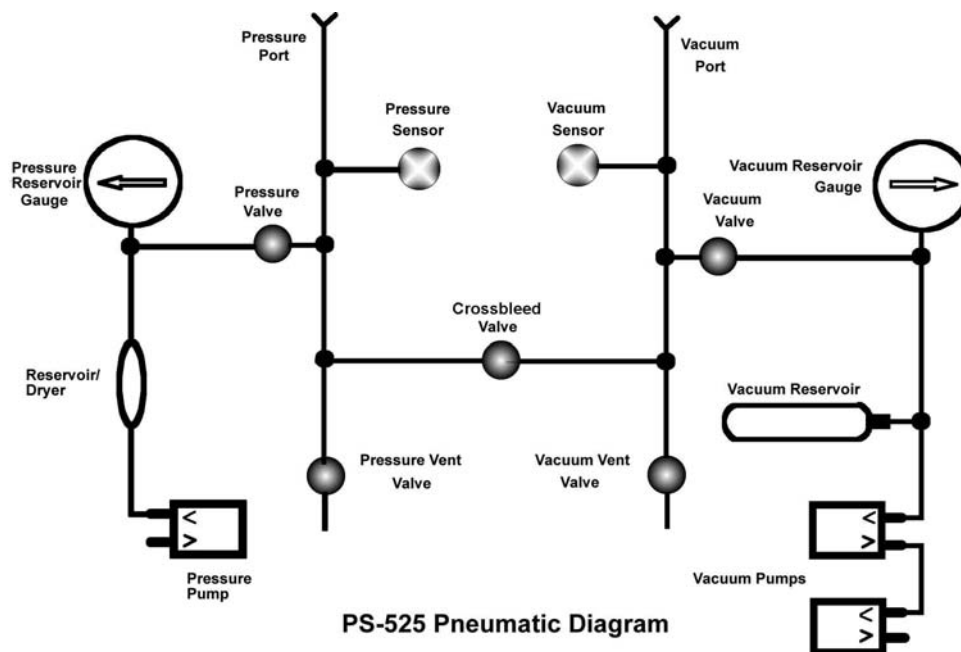 Pressure
Port
Vacuum
Port
Pressure
Sensor
Vacuum
Sensor
Pressure
Reservoir
Gauge
Pressure
Valve
Vacuum
Valve
Vacuum Reservoir
Gauge
Crossbleed
Valve
Reservoir/
Dryer
Vacuum Reservoir
Pressure Vent
Valve
Vacuum Vent
Valve
<
>
Pressure
Pump
<
>
Vacuum Pumps
<
>
PS-525 Pneumatic Diagram